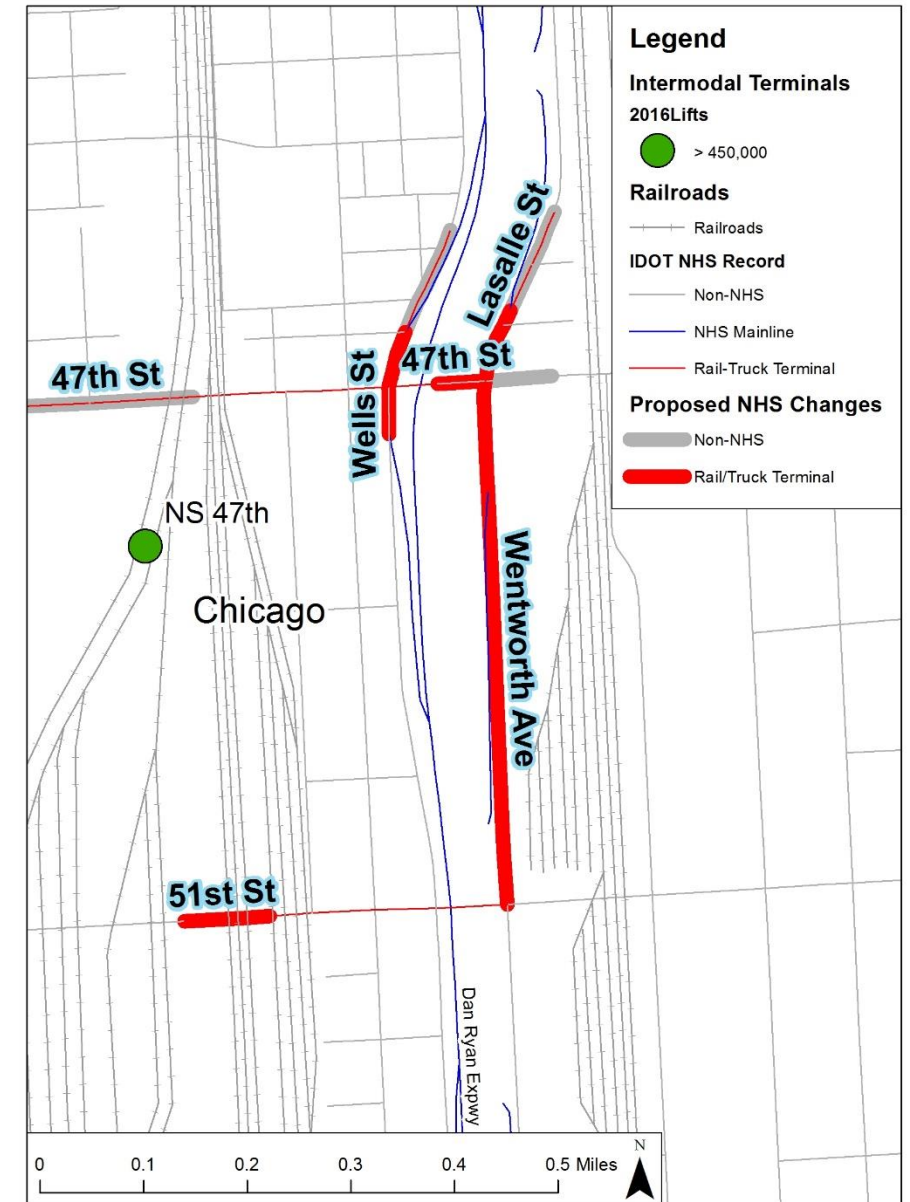 Legend
Intermodal Terminals
2016Lifts
> 450,000
Railroads
Railroads
IDOT NHS Record
Non-NHS
NHS Mainline
Rail-Truck Terminal
Proposed NHS Changes
Non-NHS
Rail/Truck Terminal
Lasalle St
47th St
47th St
Wells St
NS 47th
Chicago
Wentworth Ave
51st St
Dan Ryan Expwy
0 0.1 0.2 0.3 0.4 0.5 Miles
N